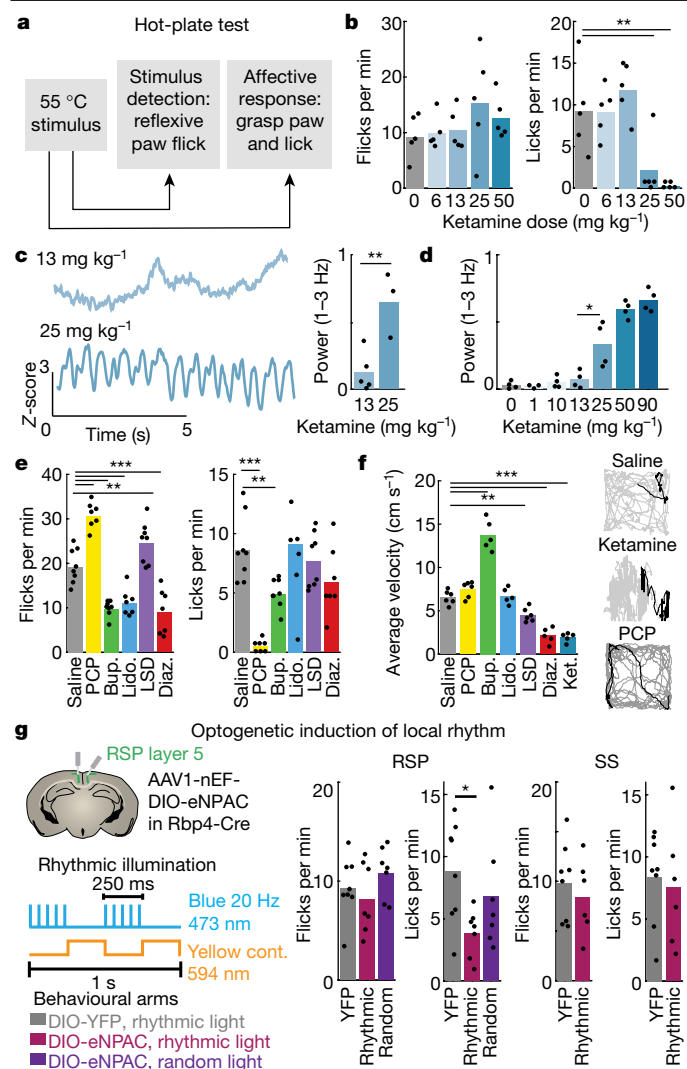 a Hot-plate test
55 °C
stimulus
Stimulus
detection:
reflexive
paw flick
Affective
response:
grasp paw
and lick
b
Flicks per min
30
20
10
0
0 6 13 25 50
Licks per min
20
15
10
5
0
**
0 6 13 25 50
Ketamine dose (mg kg⁻¹)
c
13 mg kg⁻¹
25 mg kg⁻¹
Z-score
3
0 5
Time (s)
Power (1–3 Hz)
1
0
**
13 25
Ketamine (mg kg⁻¹)
d
Power (1–3 Hz)
1
0
*
0 1 10 13 25 50 90
Ketamine (mg kg⁻¹)
e
Flicks per min
40
30
20
10
0
***
**
Saline
PCP
Bup.
Lido.
LSD
Diaz.
Licks per min
15
10
5
0
***
**
Saline
PCP
Bup.
Lido.
LSD
Diaz.
f
Average velocity (cm s⁻¹)
20
15
10
5
0
***
**
Saline
PCP
Bup.
Lido.
LSD
Diaz.
Ket.
Saline
Ketamine
PCP
g Optogenetic induction of local rhythm
RSP layer 5
AAV1-nEF-
DIO-eNPAC
in Rbp4-Cre
Rhythmic illumination
250 ms
Blue 20 Hz
473 nm
Yellow cont.
594 nm
1 s
Behavioural arms
DIO-YFP, rhythmic light
DIO-eNPAC, rhythmic light
DIO-eNPAC, random light
RSP
Flicks per min
20
10
0
YFP
Rhythmic
Random
Licks per min
15
10
5
0
*
YFP
Rhythmic
Random
SS
Flicks per min
20
10
0
YFP
Rhythmic
Licks per min
15
10
5
0
YFP
Rhythmic